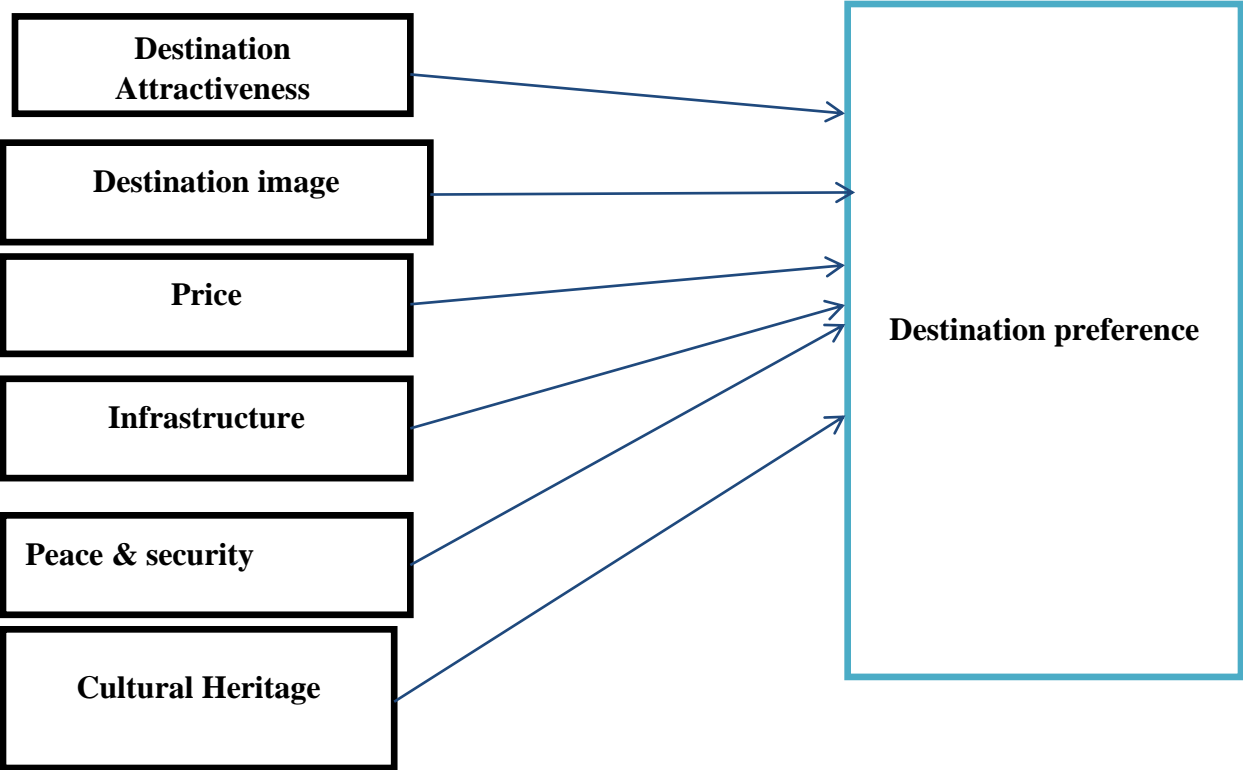 Destination
Attractiveness
Destination image
Price
Infrastructure
Peace & security
Cultural Heritage
Destination preference